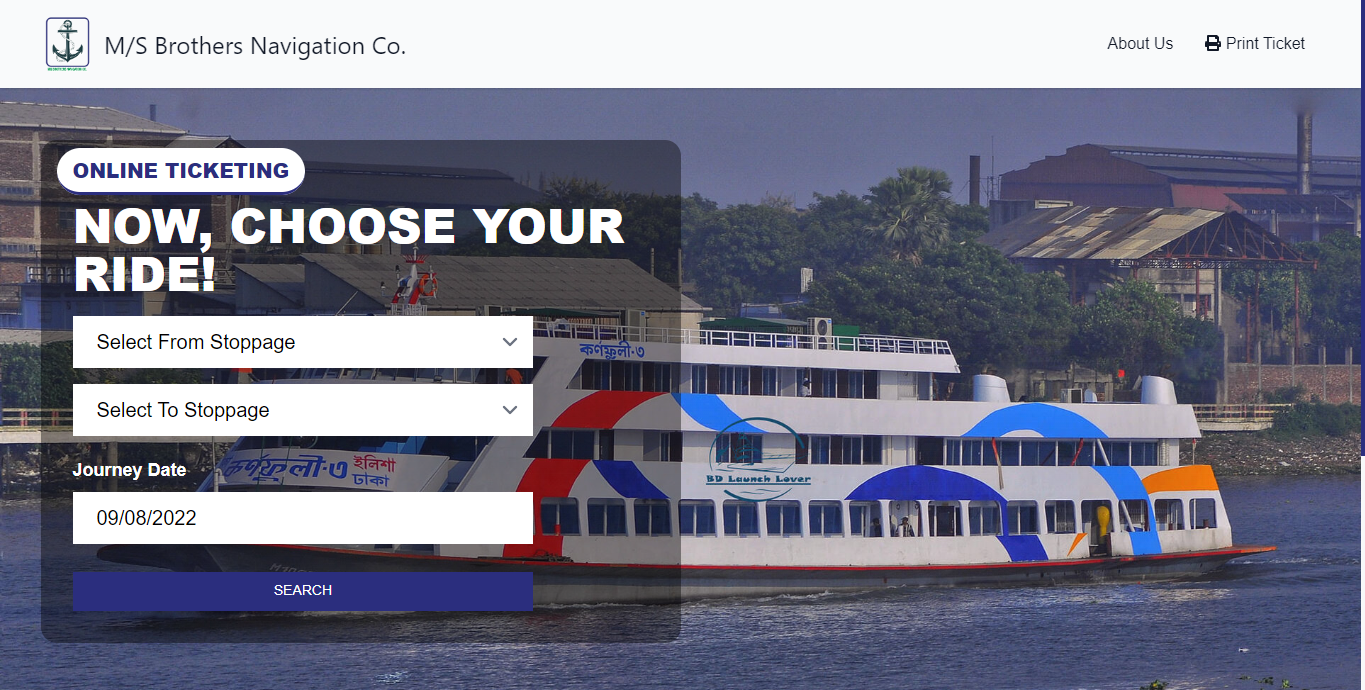 M/S Brothers Navigation Co.
About Us
Print Ticket
ONLINE TICKETING
NOW, CHOOSE YOUR
RIDE!
Select From Stoppage
Select To Stoppage
Journey Date
09/08/2022
SEARCH
কর্ণফুলী-৩
কর্ণফুলী-৩
ইলিশা
ঢাকা
BD Launch Lover